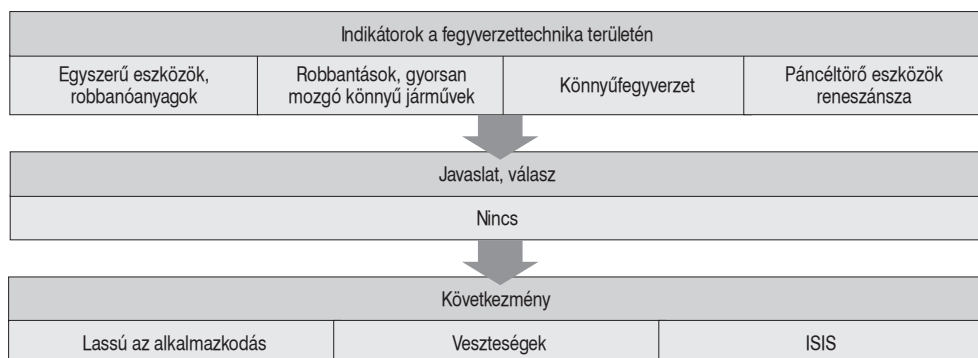 Indikátorok a fegyverzettechnika területén
Egyszerű eszközök,
robbanóanyagok
Robbantások, gyorsan
mozgó könnyű járművek
Könnyűfegyverzet
Páncéltörő eszközök
reneszánsza
Javaslat, válasz
Nincs
Következmény
Lassú az alkalmazkodás
Veszteségek
ISIS